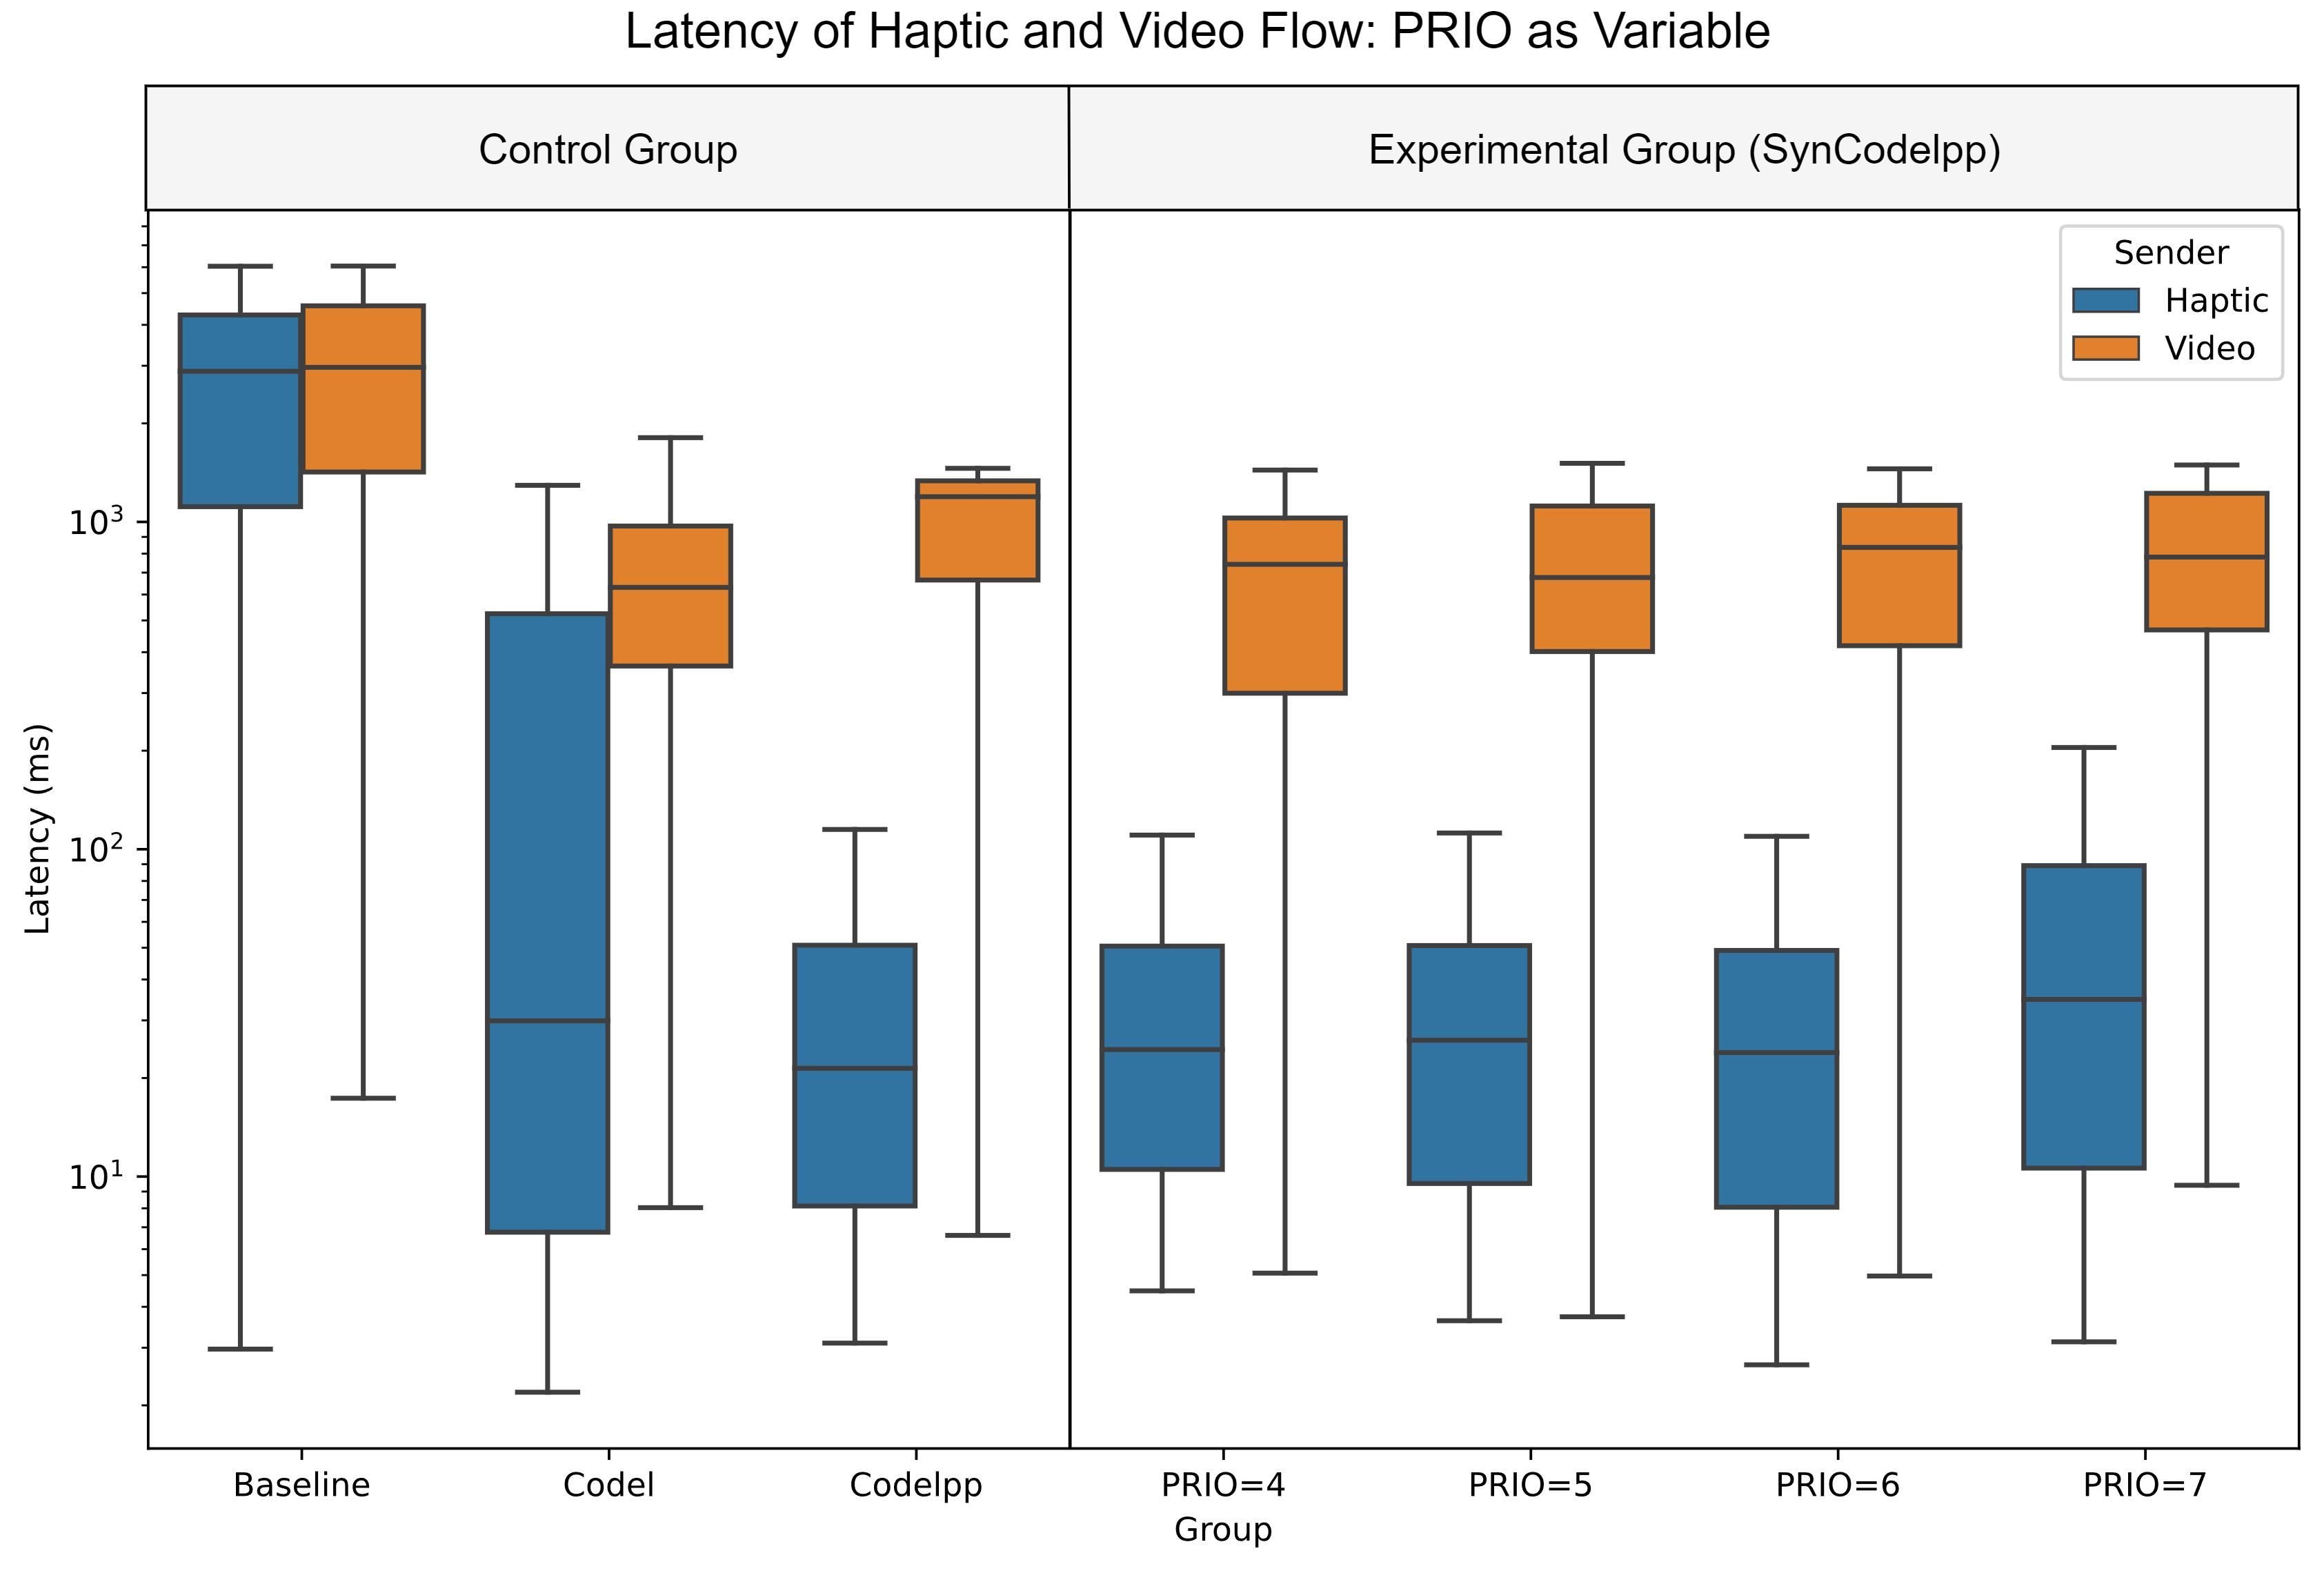 Latency of Haptic and Video Flow: PRIO as Variable
Control Group
Experimental Group (SynCodelpp)
Sender
Haptic
Video
Latency (ms)
10³
10²
10¹
Baseline
Codel
Codelpp
PRIO=4
PRIO=5
PRIO=6
PRIO=7
Group